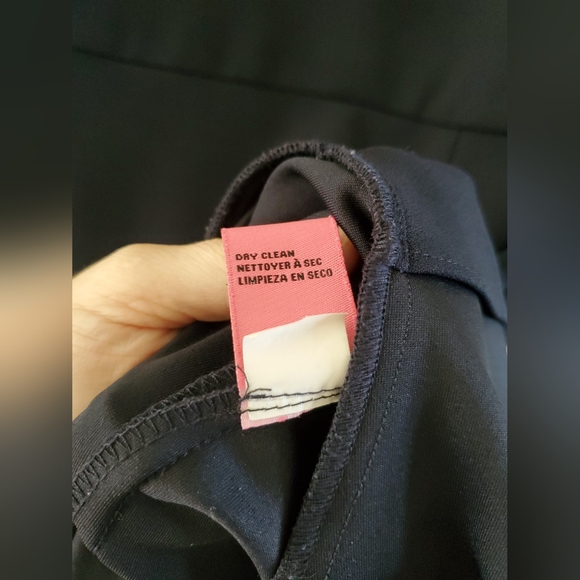 DRY CLEAN
NETTOYER À SEC
LIMPIEZA EN SECO